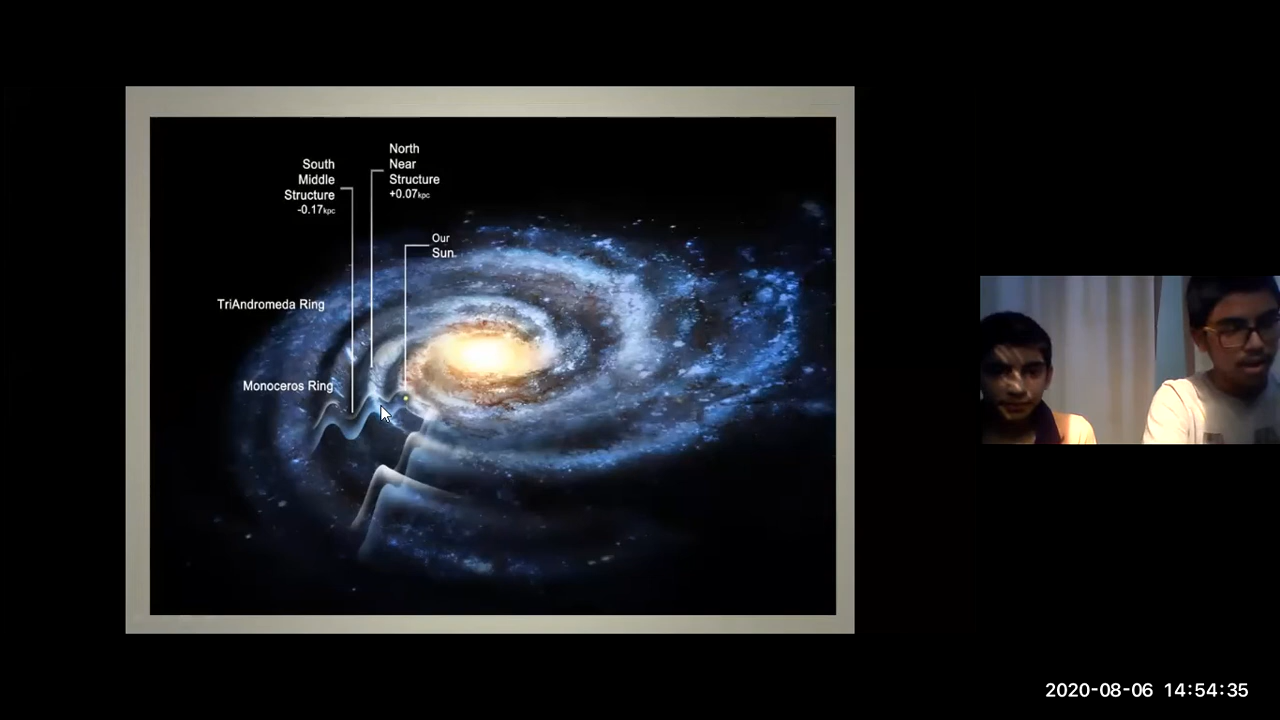 North
Near
Structure
+0.07kpc
South
Middle
Structure
-0.17kpc
Our
Sun
TriAndromeda Ring
Monoceros Ring
2020-08-06 14:54:35